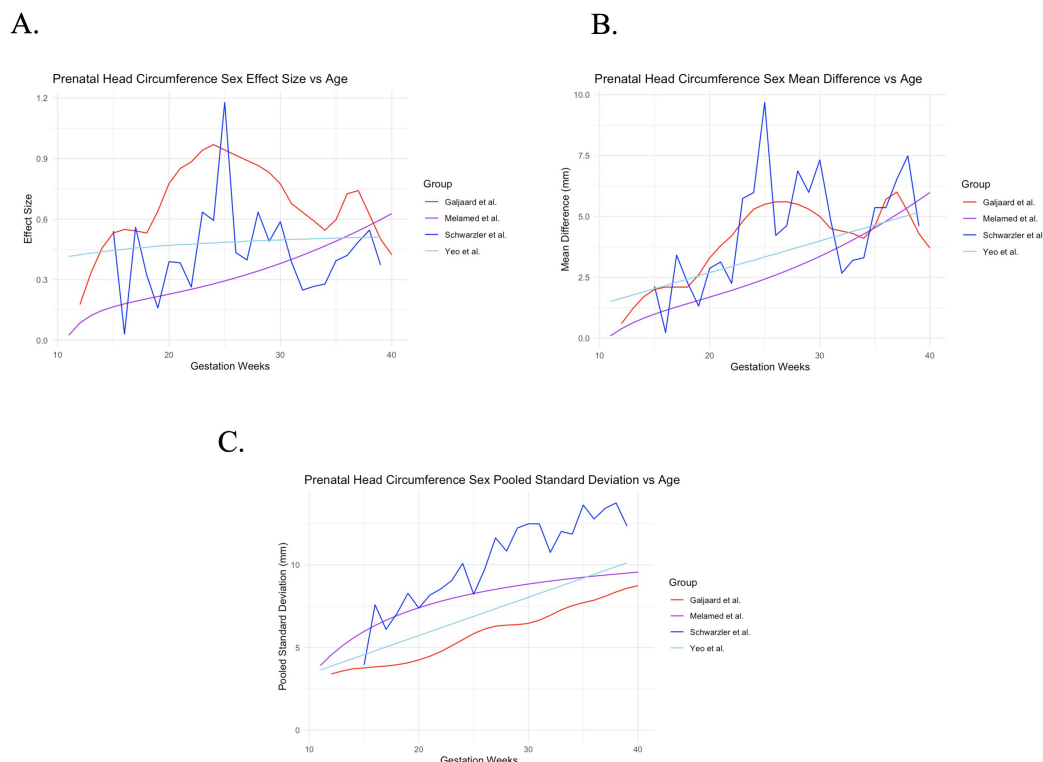 A.
Prenatal Head Circumference Sex Effect Size vs Age
1.2
0.9
0.6
0.3
0.0
Effect Size
10
20
30
40
Gestation Weeks
Group
Galjaard et al.
Melamed et al.
Schwarzler et al.
Yeo et al.
B.
Prenatal Head Circumference Sex Mean Difference vs Age
10.0
7.5
5.0
2.5
0.0
Mean Difference (mm)
10
20
30
40
Gestation Weeks
Group
Galjaard et al.
Melamed et al.
Schwarzler et al
Yeo et al.
C.
Prenatal Head Circumference Sex Pooled Standard Deviation vs Age
10
5
0
Pooled Standard Deviation (mm)
10
20
30
40
Gestation Weeks
Group
Galjaard et al.
Melamed et al.
Schwarzler et al.
Yeo et al.